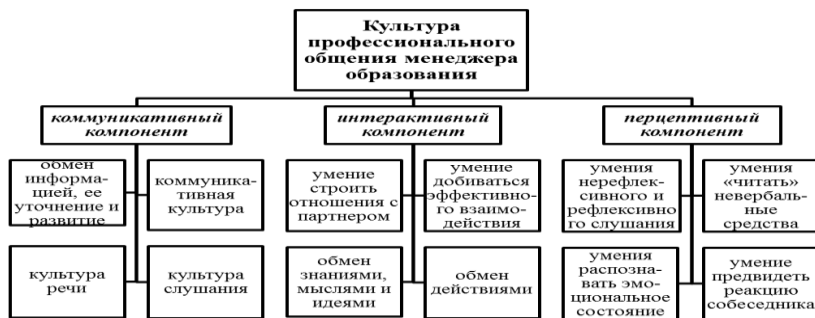 Культура
профессионального
общения менеджера
образования
коммуникативный
компонент
интерактивный
компонент
перцептивный
компонент
обмен
информа-
цией, ее
уточнение и
развитие
коммуника-
тивная
культура
умение
строить
отношения с
партнером
умение
добиваться
эффективно-
го взаимо-
действия
умения
нерефлек-
сивного и
рефлексивно
го слушания
умения
«читать»
невербаль-
ные
средства
культура
речи
культура
слушания
обмен
знаниями,
мыслями и
идеями
обмен
действиями
умения
распозна-
вать эмо-
циональное
состояние
умение
предвидеть
реакцию
собеседника